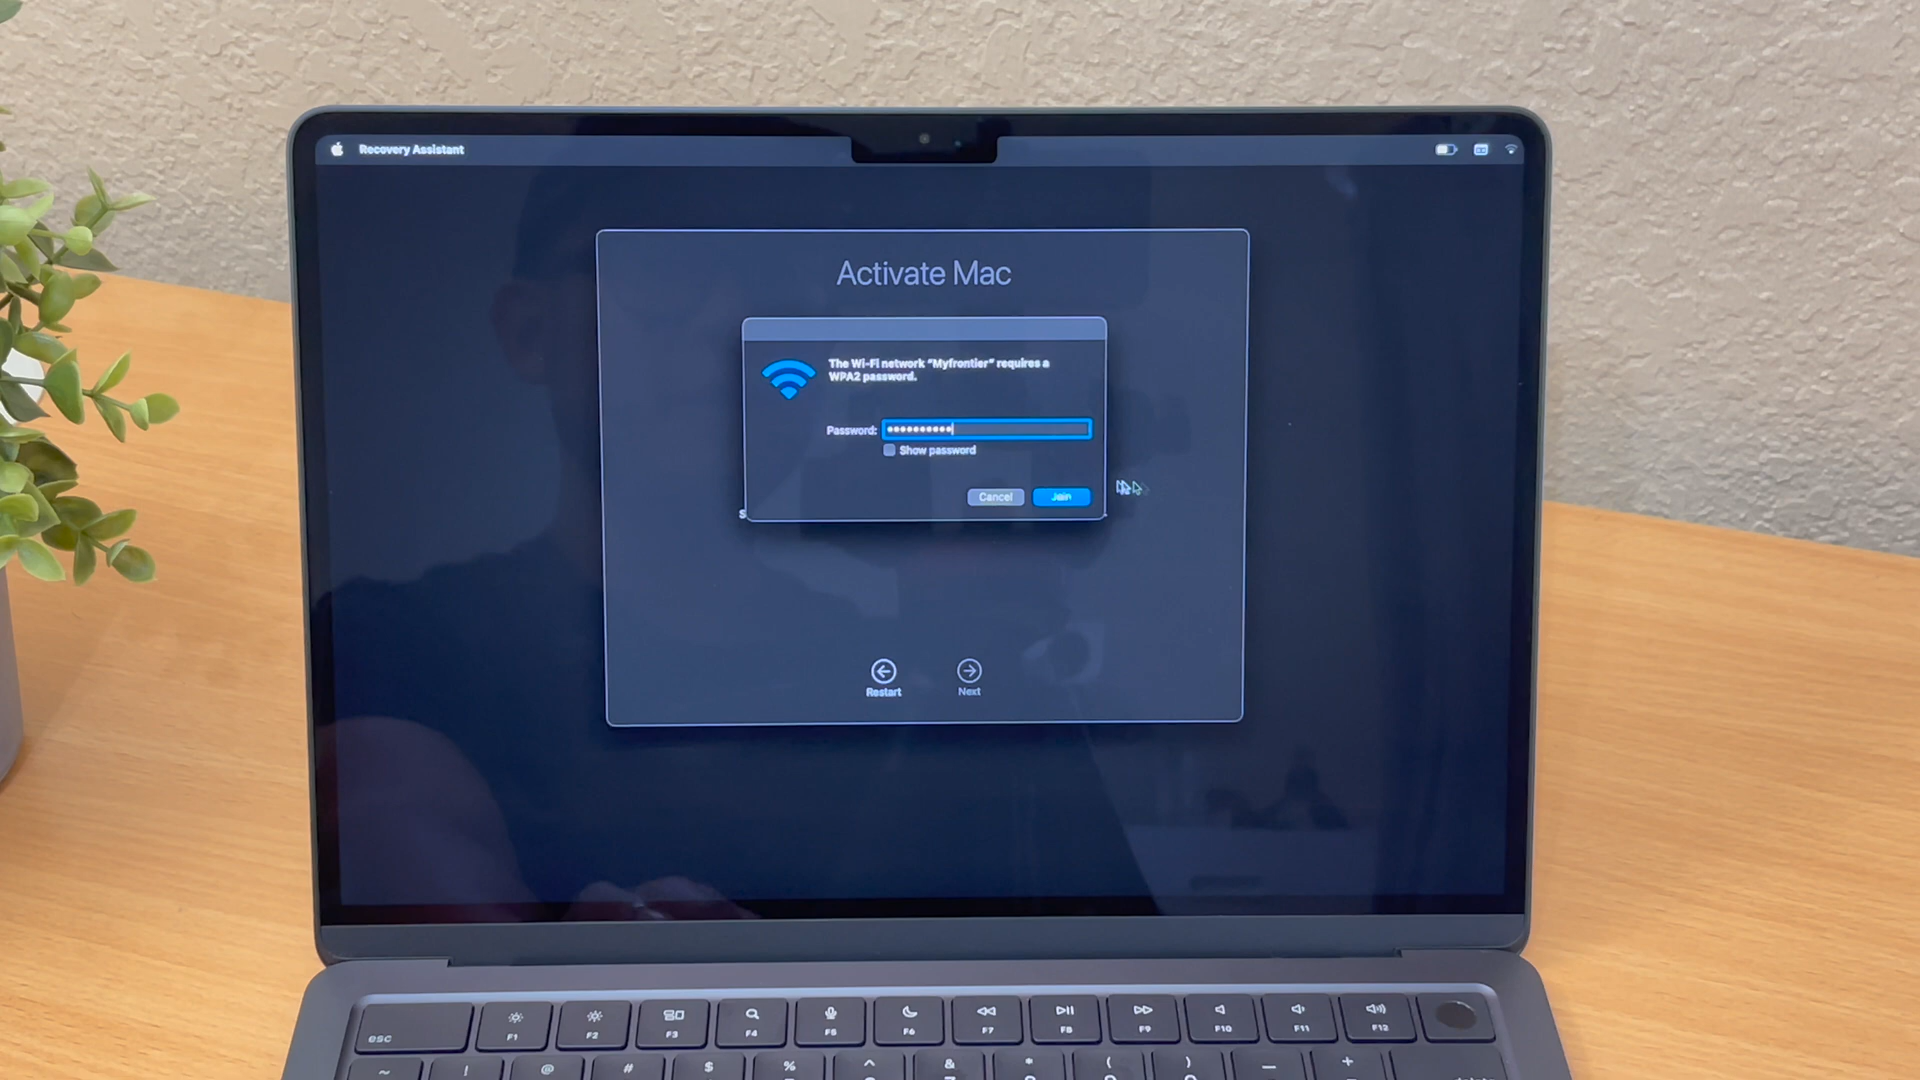 Recovery Assistant
Activate Mac
The Wi-Fi network “Myfrontier” requires a
WPA2 password.
Password: ••••••••••
Show password
Cancel Join
S
Restart Next
esc F1 F2 F3 F4 F5 F6 F7 F8 F9 F10 F11 F12
~ ! @ # $ % ^ & * ( ) — +